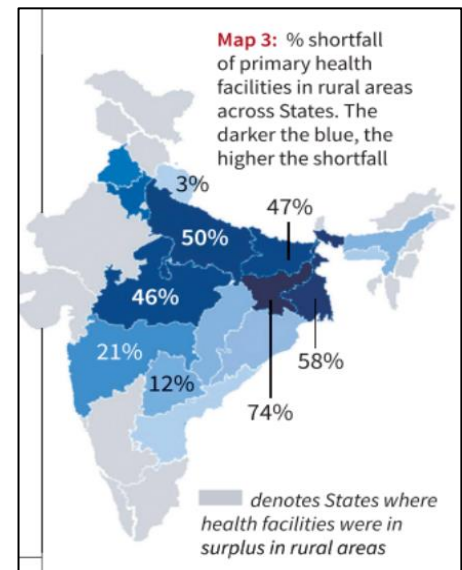 Map 3: % shortfall
of primary health
facilities in rural areas
across States. The
darker the blue, the
higher the shortfall
3%
47%
50%
46%
21%
12%
58%
74%
denotes States where
health facilities were in
surplus in rural areas